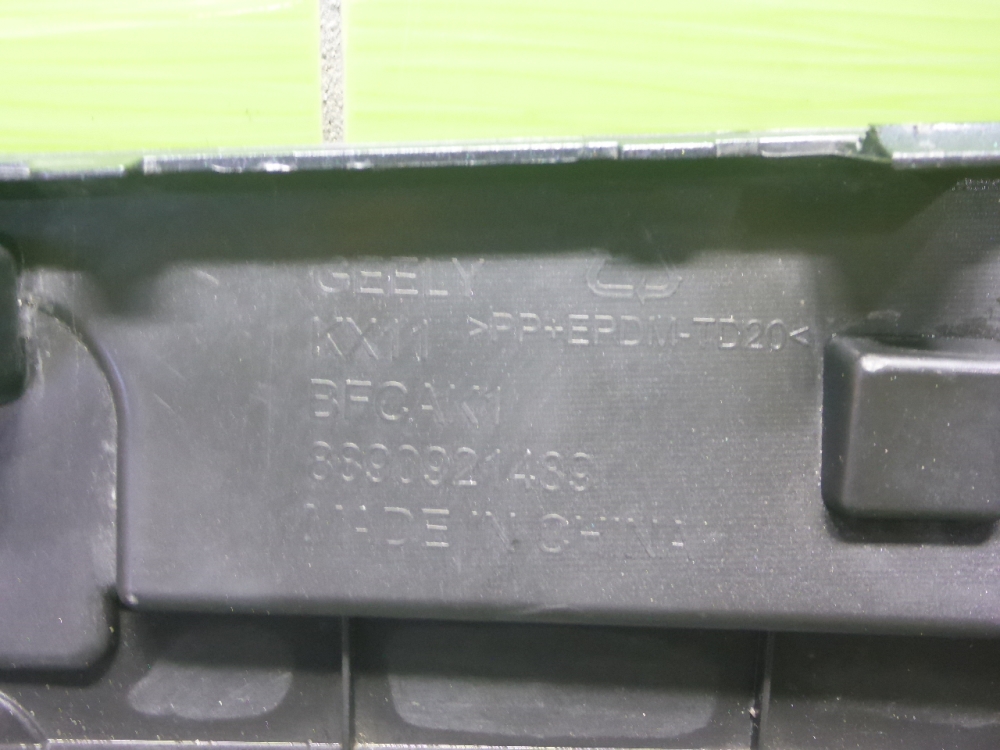 GEELY
KX11 >PP+EPDM-TD20<
BFCAK1
8890921489
MADE IN CHINA